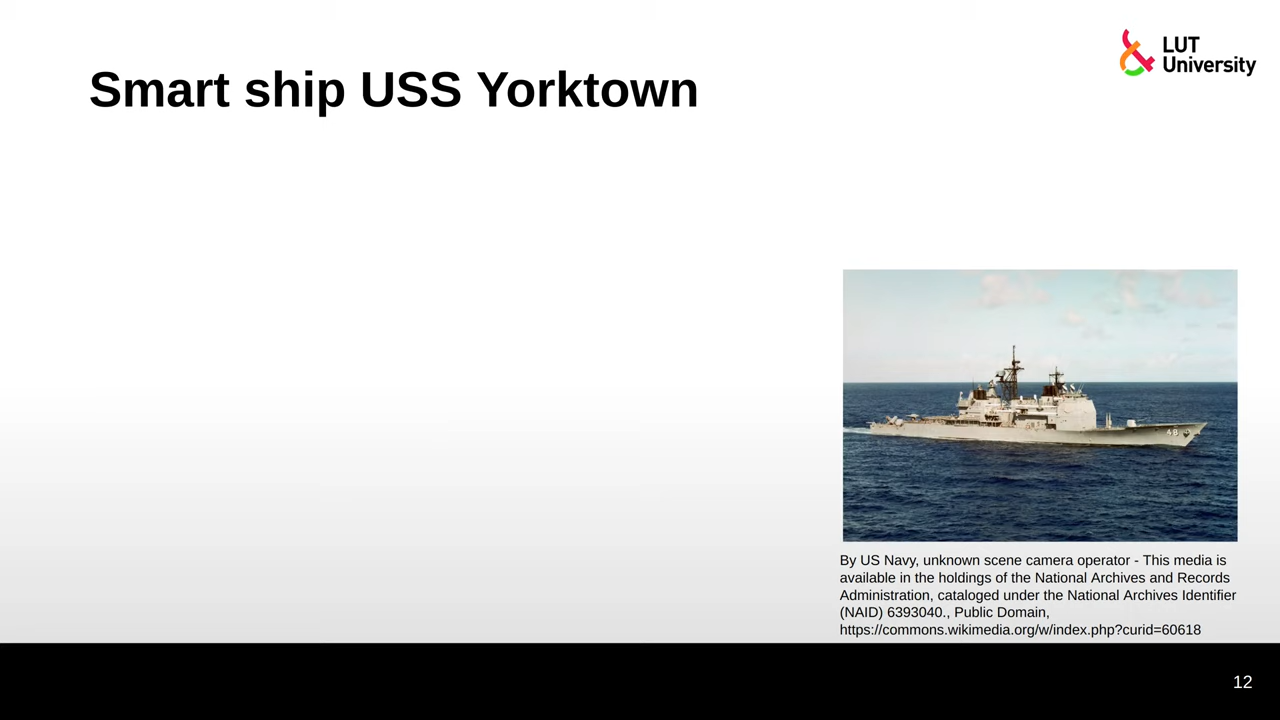 LUT
University
Smart ship USS Yorktown
48
By US Navy, unknown scene camera operator - This media is
available in the holdings of the National Archives and Records
Administration, cataloged under the National Archives Identifier
(NAID) 6393040., Public Domain,
https://commons.wikimedia.org/w/index.php?curid=60618
12